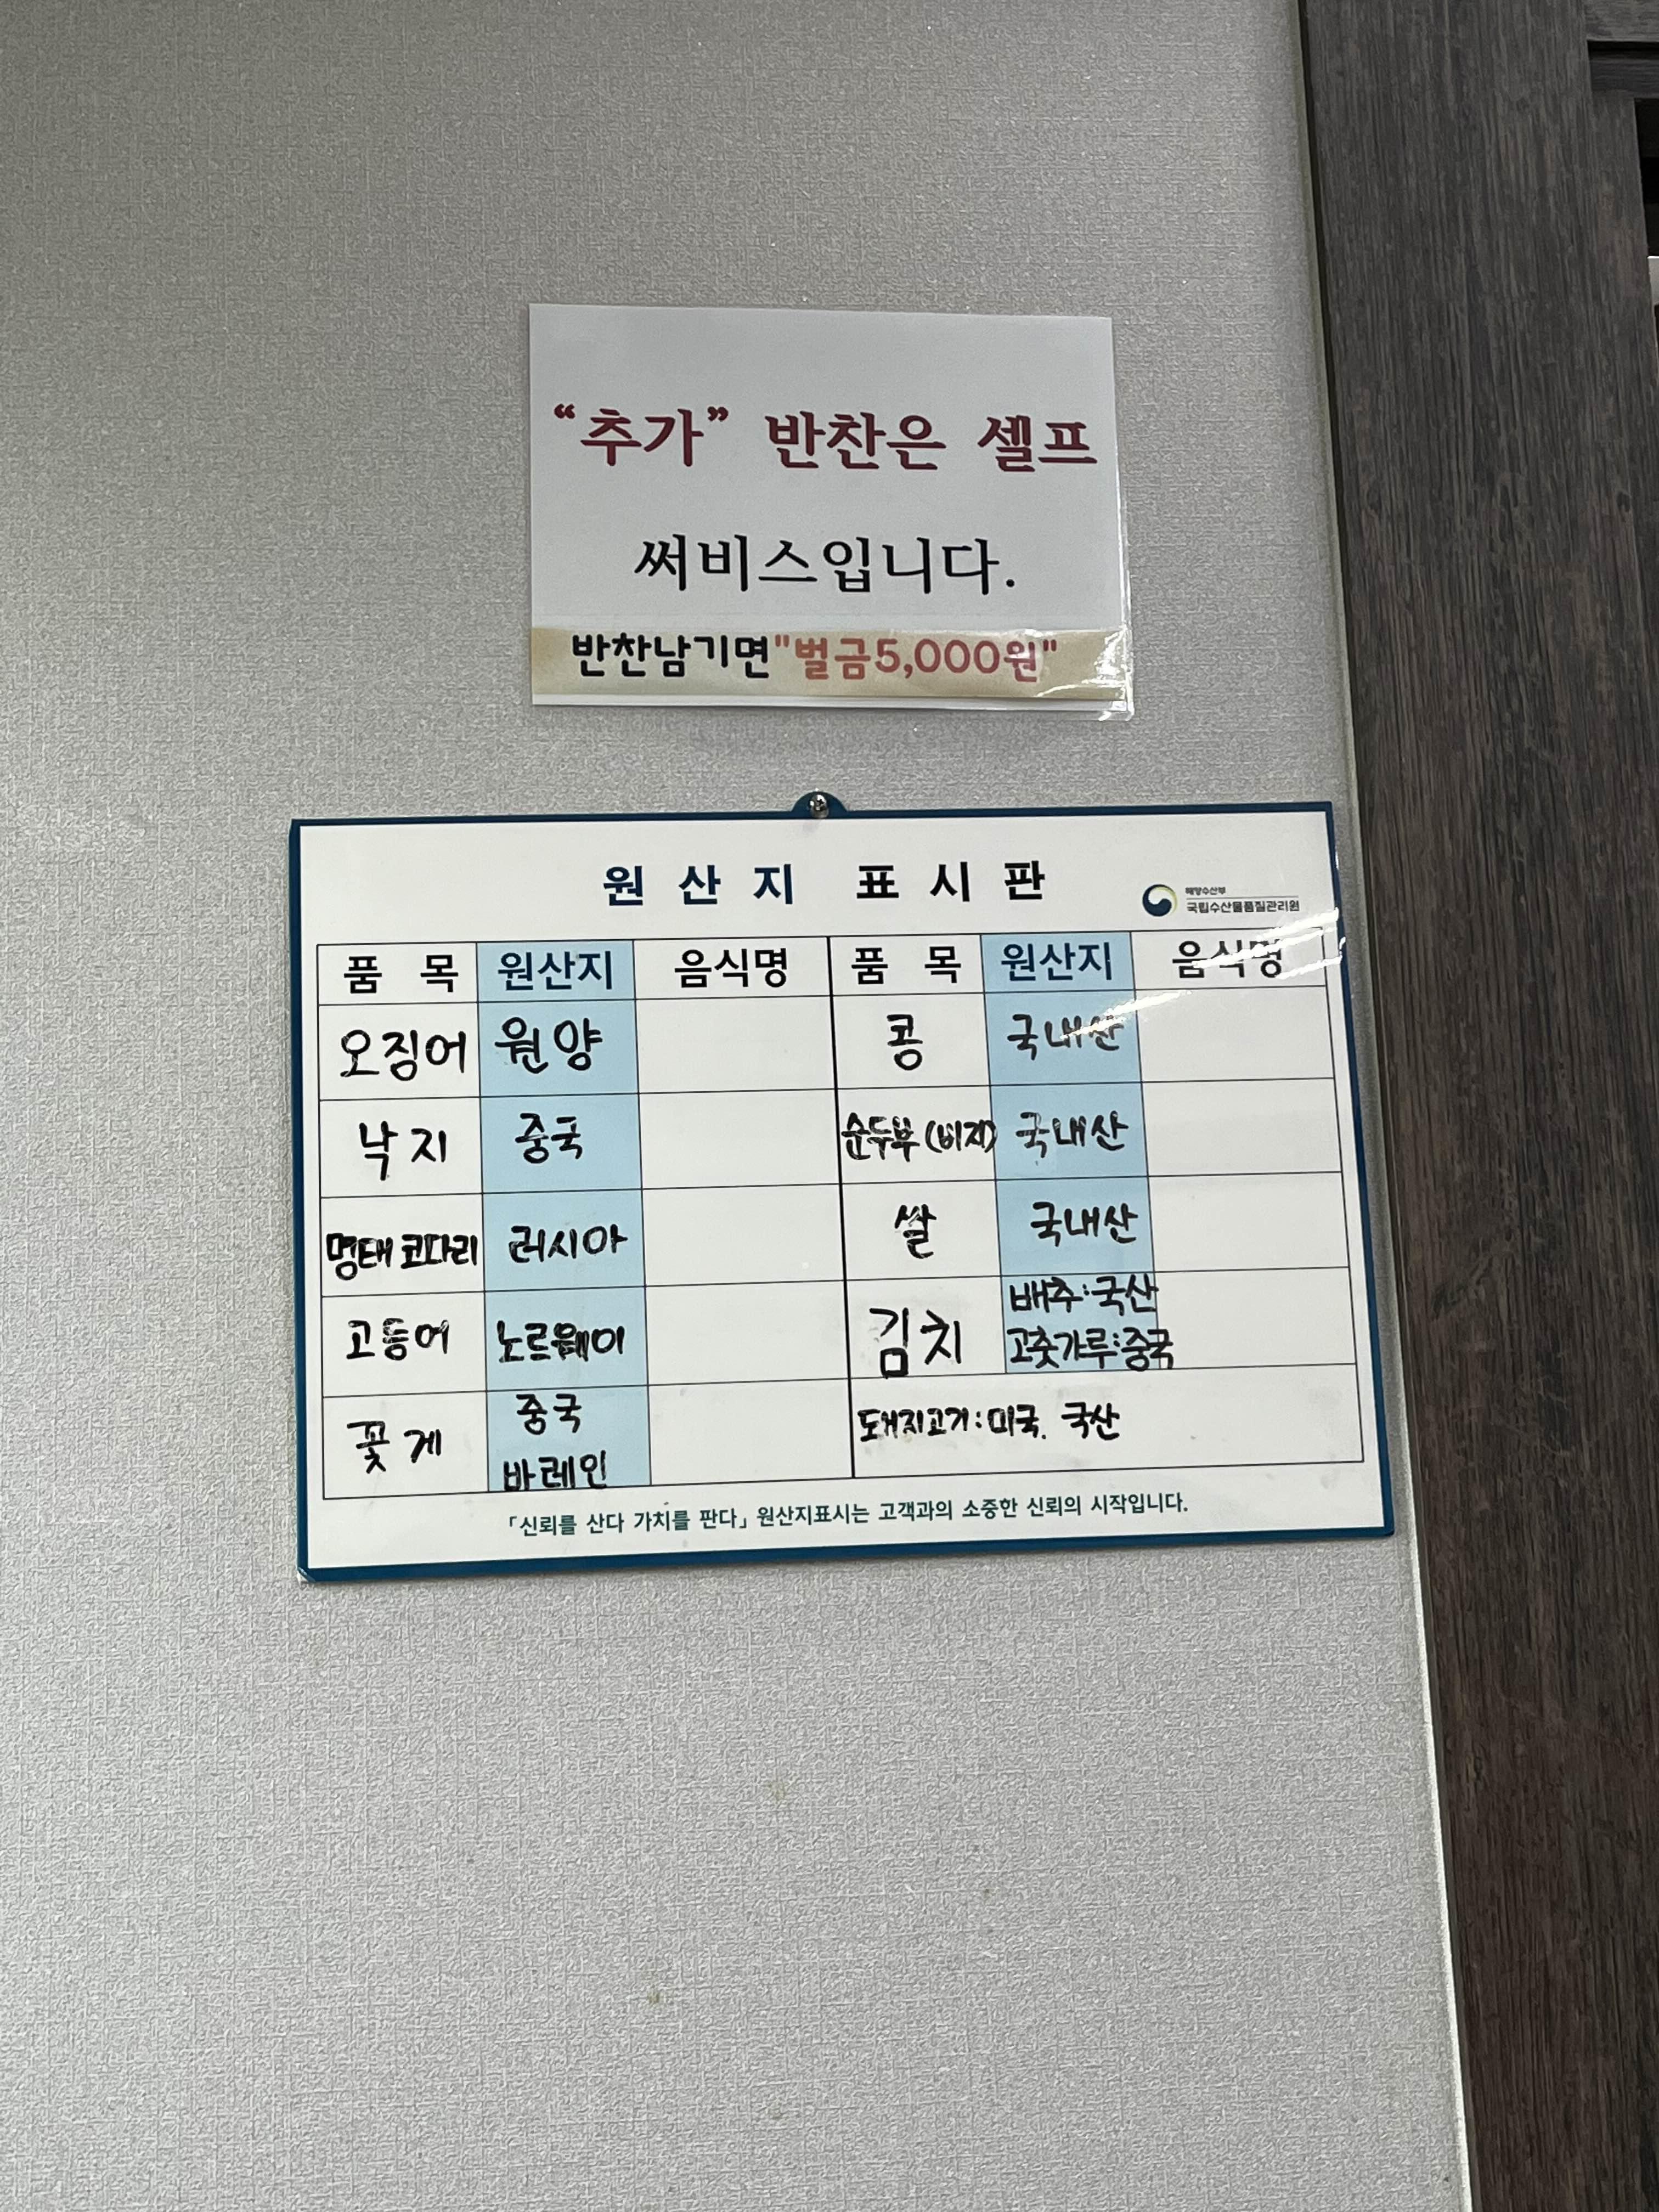 “추가” 반찬은 셀프
써비스입니다.
반찬남기면"벌금5,000원"
원산지 표시판
해양수산부
국립수산물품질관리원
품목 원산지 음식명 품목 원산지 음식명
오징어 원양 콩 국내산
낙지 중국 순두부(비지) 국내산
명태 코다리 러시아 쌀 국내산
고등어 노르웨이 김치 배추:국산
고춧가루:중국
꽃게 중국
바레인
돼지고기:미국. 국산
「신뢰를 산다 가치를 판다」 원산지표시는 고객과의 소중한 신뢰의 시작입니다.